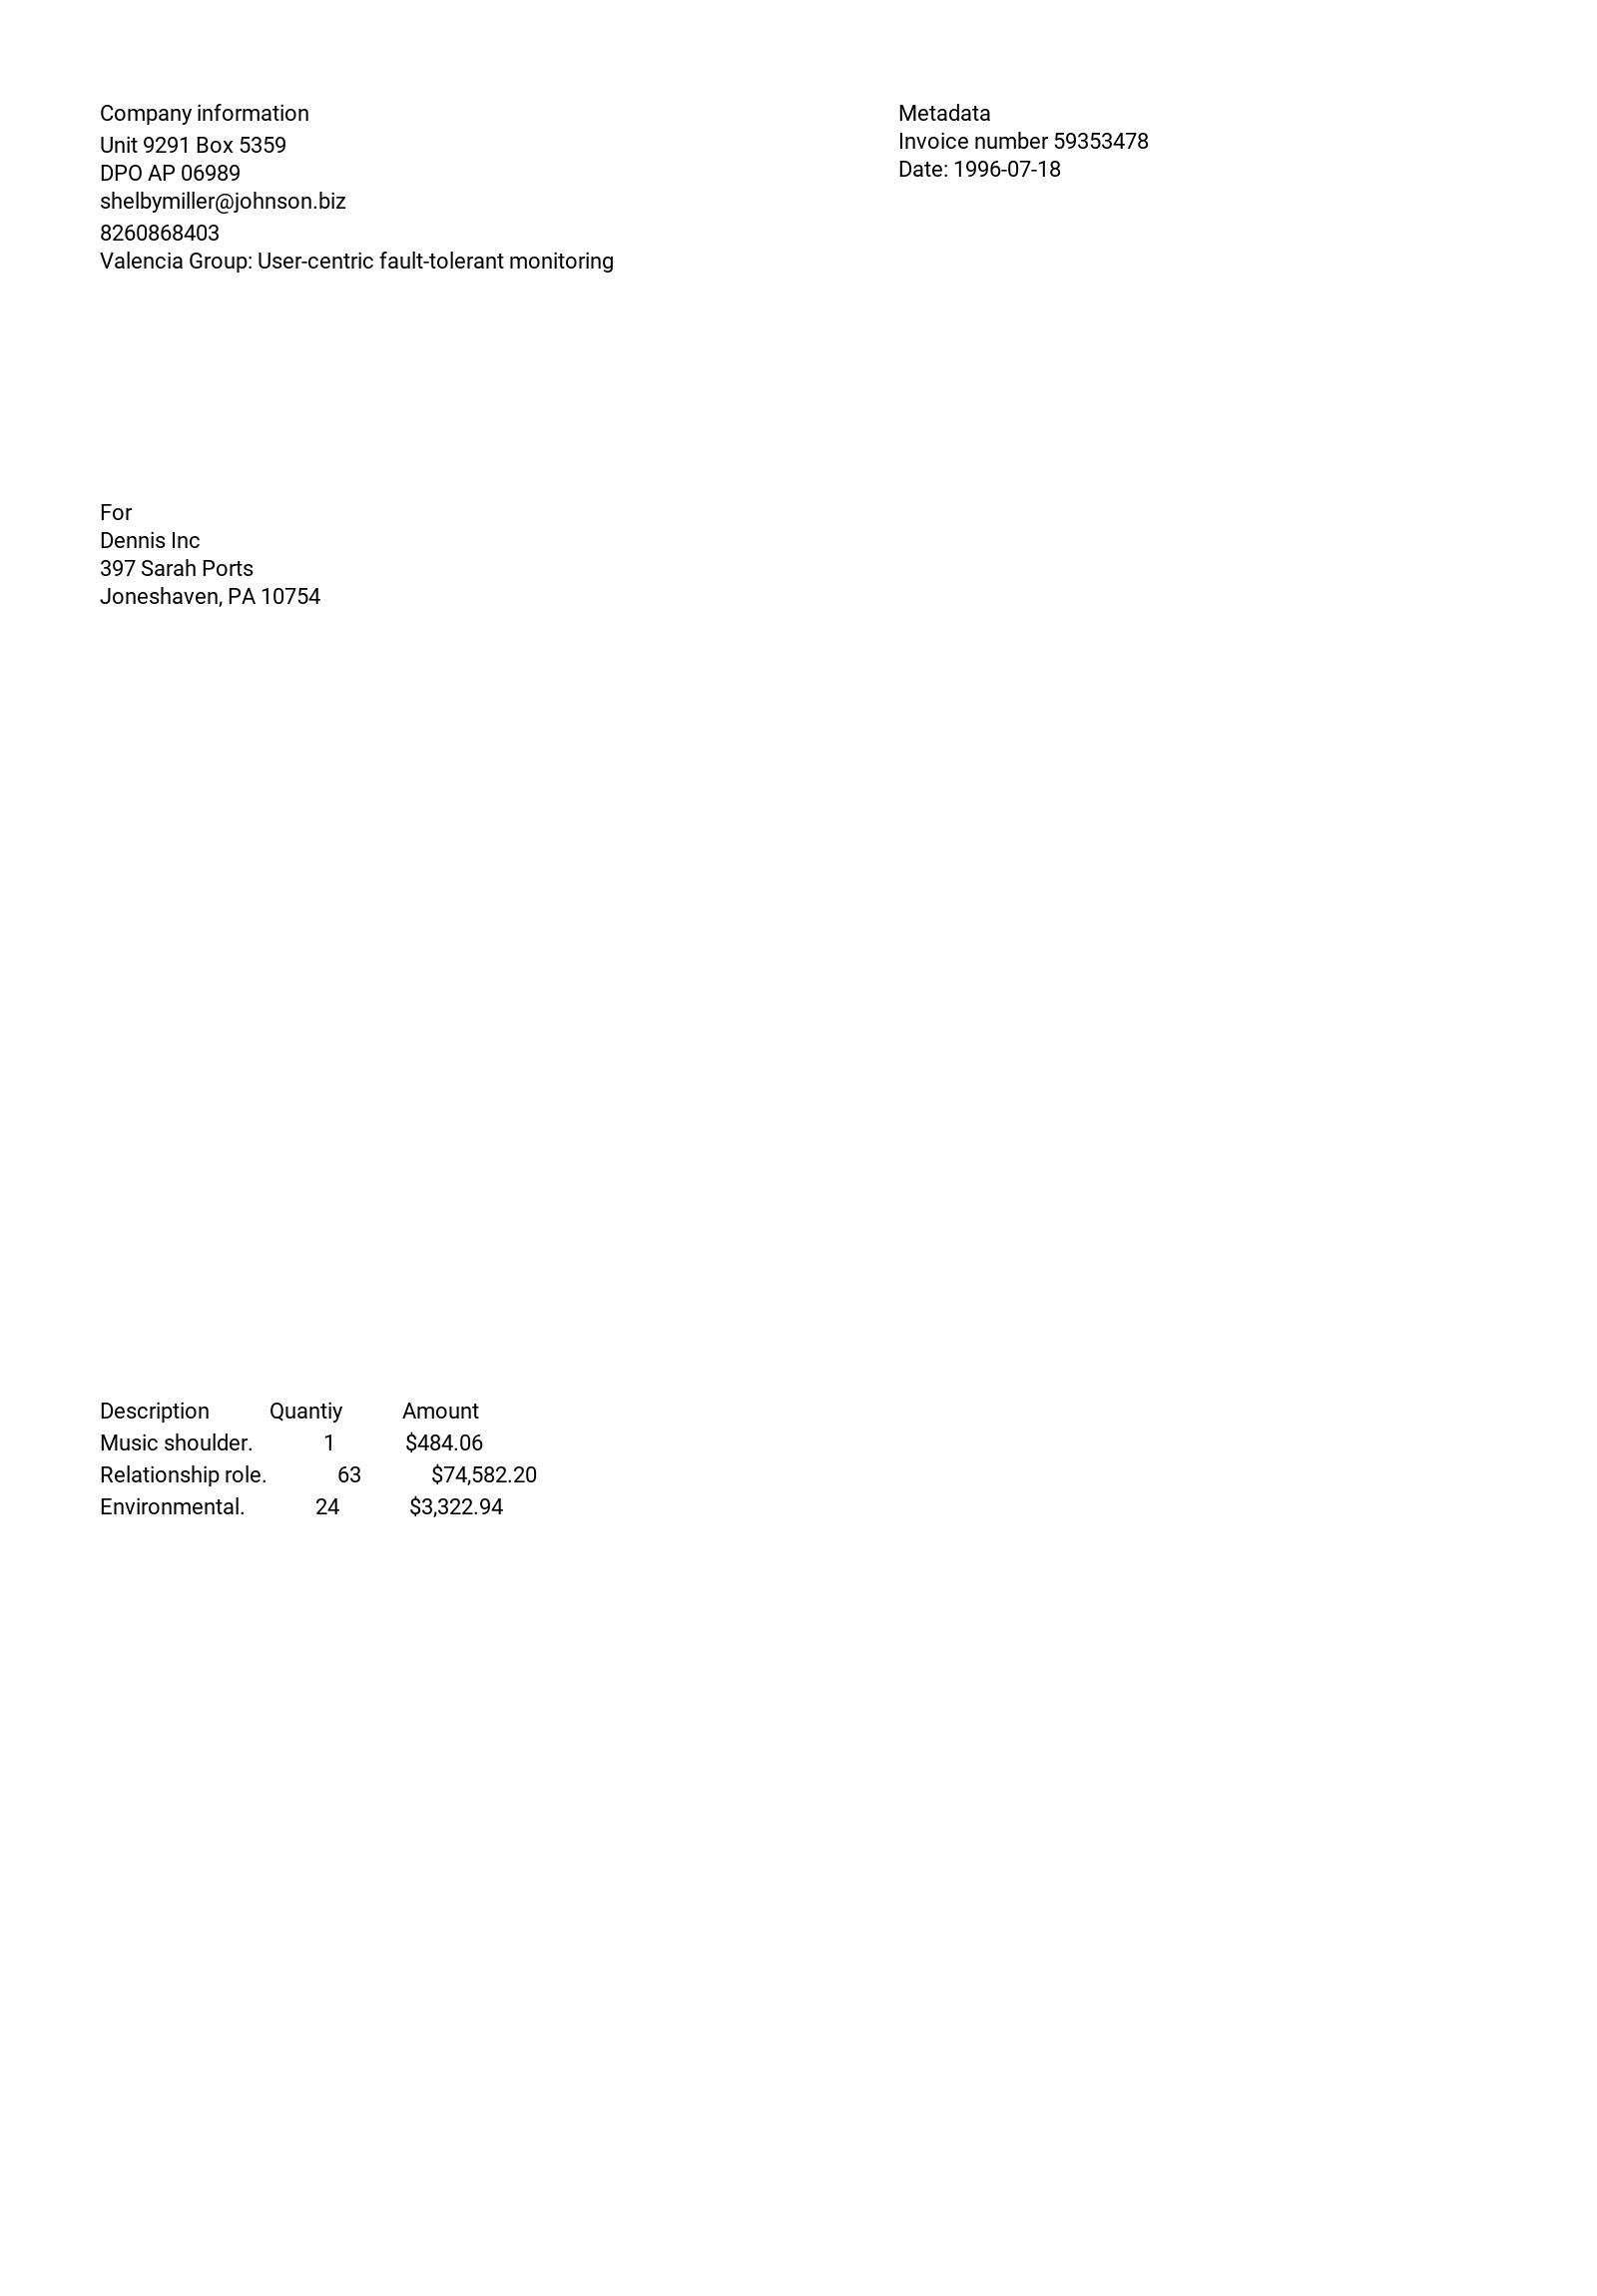 Company information
Unit 9291 Box 5359
DPO AP 06989
shelbymiller@johnson.biz
8260868403
Valencia Group: User-centric fault-tolerant monitoring
Metadata
Invoice number 59353478
Date: 1996-07-18
For
Dennis Inc
397 Sarah Ports
Joneshaven, PA 10754
Description Quantiy Amount
Music shoulder. 1 $484.06
Relationship role. 63 $74,582.20
Environmental. 24 $3,322.94